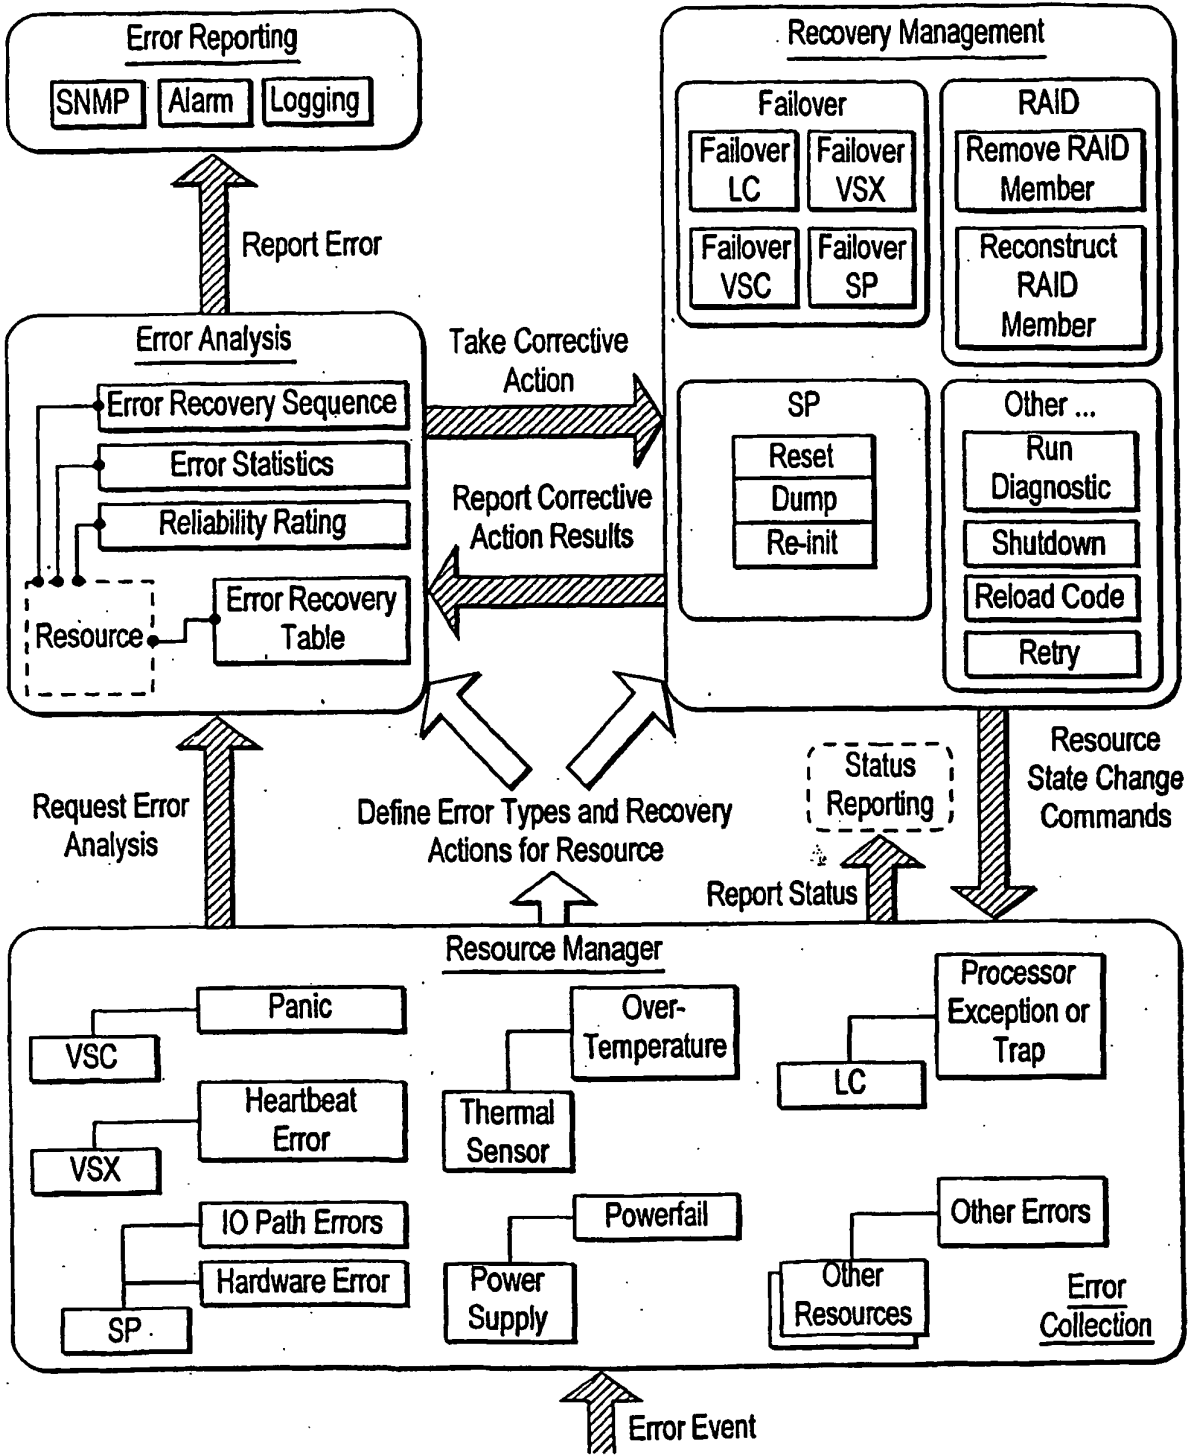 Error Reporting
SNMP
Alarm
Logging
Report Error
Recovery Management
Failover
Failover
LC
Failover
VSX
Failover
VSC
Failover
SP
RAID
Remove RAID
Member
Reconstruct
RAID
Member
SP
Reset
Dump
Re-init
Other ...
Run
Diagnostic
Shutdown
Reload Code
Retry
Error Analysis
Error Recovery Sequence
Error Statistics
Reliability Rating
Resource
Error Recovery
Table
Take Corrective
Action
Report Corrective
Action Results
Request Error
Analysis
Define Error Types and Recovery
Actions for Resource
Status
Reporting
Report Status
Resource
State Change
Commands
Resource Manager
Panic
VSC
Heartbeat
Error
VSX
IO Path Errors
Hardware Error
SP
Over-
Temperature
Thermal
Sensor
Powerfail
Power
Supply
Processor
Exception or
Trap
LC
Other Errors
Other
Resources
Error
Collection
Error Event